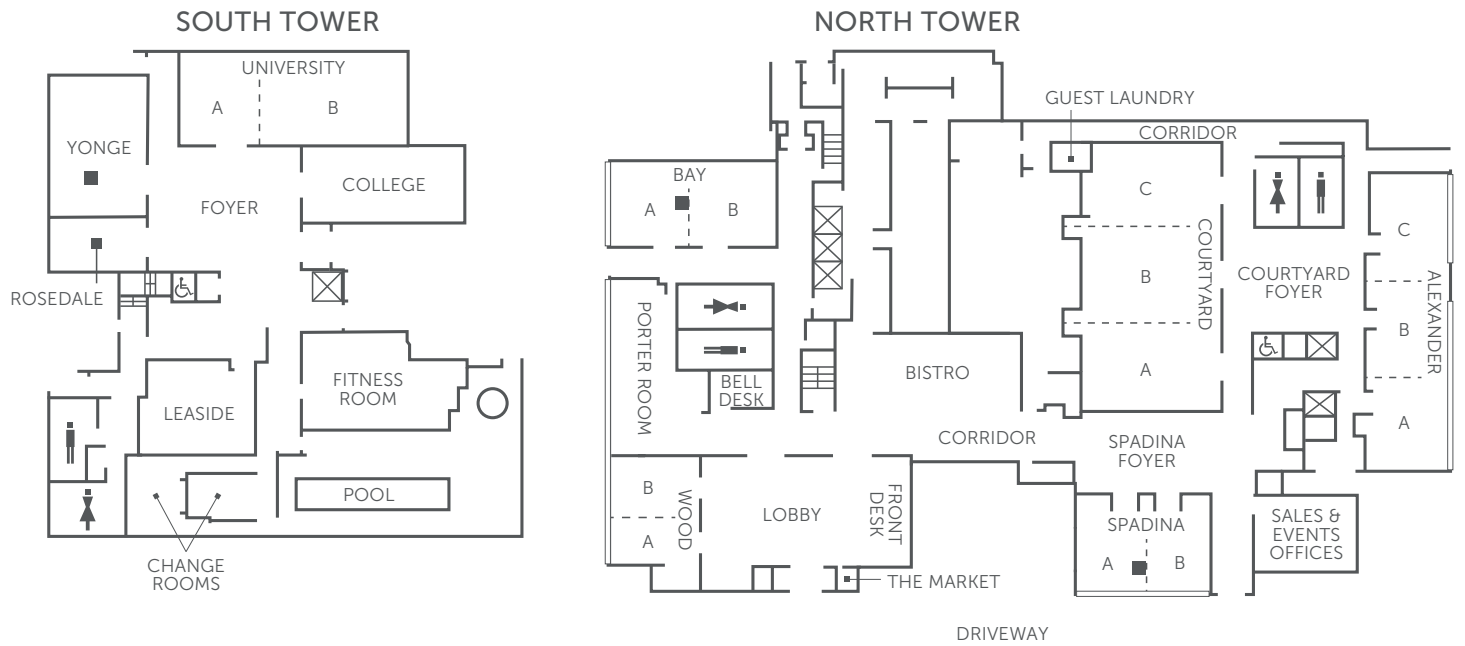 SOUTH TOWER
NORTH TOWER
UNIVERSITY
A
B
YONGE
COLLEGE
FOYER
ROSEDALE
FITNESS
ROOM
LEASIDE
POOL
CHANGE
ROOMS
GUEST LAUNDRY
CORRIDOR
BAY
A
B
C
B
A
COURTYARD
COURTYARD
FOYER
C
B
A
ALEXANDER
PORTER ROOM
BELL
DESK
BISTRO
CORRIDOR
SPADINA
FOYER
B
A
WOOD
LOBBY
FRONT
DESK
SPADINA
A
B
SALES &
EVENTS
OFFICES
THE MARKET
DRIVEWAY